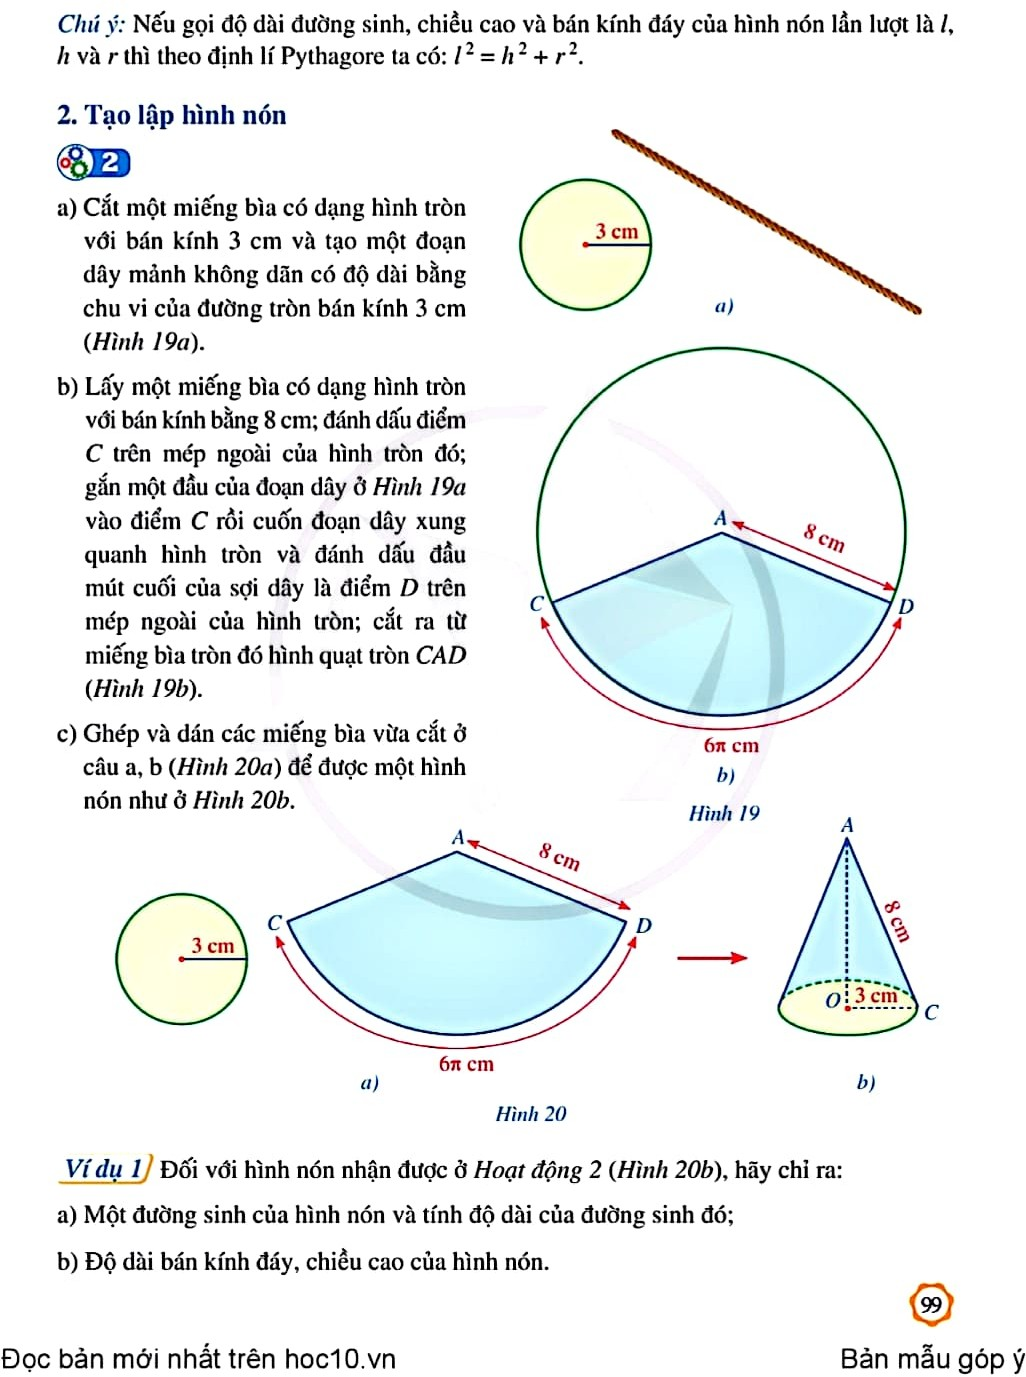 Chú ý: Nếu gọi độ dài đường sinh, chiều cao và bán kính đáy của hình nón lần lượt là l,
h và r thì theo định lí Pythagore ta có: l² = h² + r².
2. Tạo lập hình nón
2
a) Cắt một miếng bìa có dạng hình tròn
với bán kính 3 cm và tạo một đoạn
dây mảnh không dãn có độ dài bằng
chu vi của đường tròn bán kính 3 cm
(Hình 19a).
3 cm
a)
b) Lấy một miếng bìa có dạng hình tròn
với bán kính bằng 8 cm; đánh dấu điểm
C trên mép ngoài của hình tròn đó;
gắn một đầu của đoạn dây ở Hình 19a
vào điểm C rồi cuốn đoạn dây xung
quanh hình tròn và đánh dấu đầu
mút cuối của sợi dây là điểm D trên
mép ngoài của hình tròn; cắt ra từ
miếng bìa tròn đó hình quạt tròn CAD
(Hình 19b).
A
8 cm
C
D
6π cm
b)
Hình 19
c) Ghép và dán các miếng bìa vừa cắt ở
câu a, b (Hình 20a) để được một hình
nón như ở Hình 20b.
3 cm
A
8 cm
C
D
6π cm
a)
A
8 cm
O
3 cm
C
b)
Hình 20
Ví dụ 1 Đối với hình nón nhận được ở Hoạt động 2 (Hình 20b), hãy chỉ ra:
a) Một đường sinh của hình nón và tính độ dài của đường sinh đó;
b) Độ dài bán kính đáy, chiều cao của hình nón.
99
Đọc bản mới nhất trên hoc10.vn
Bản mẫu góp ý